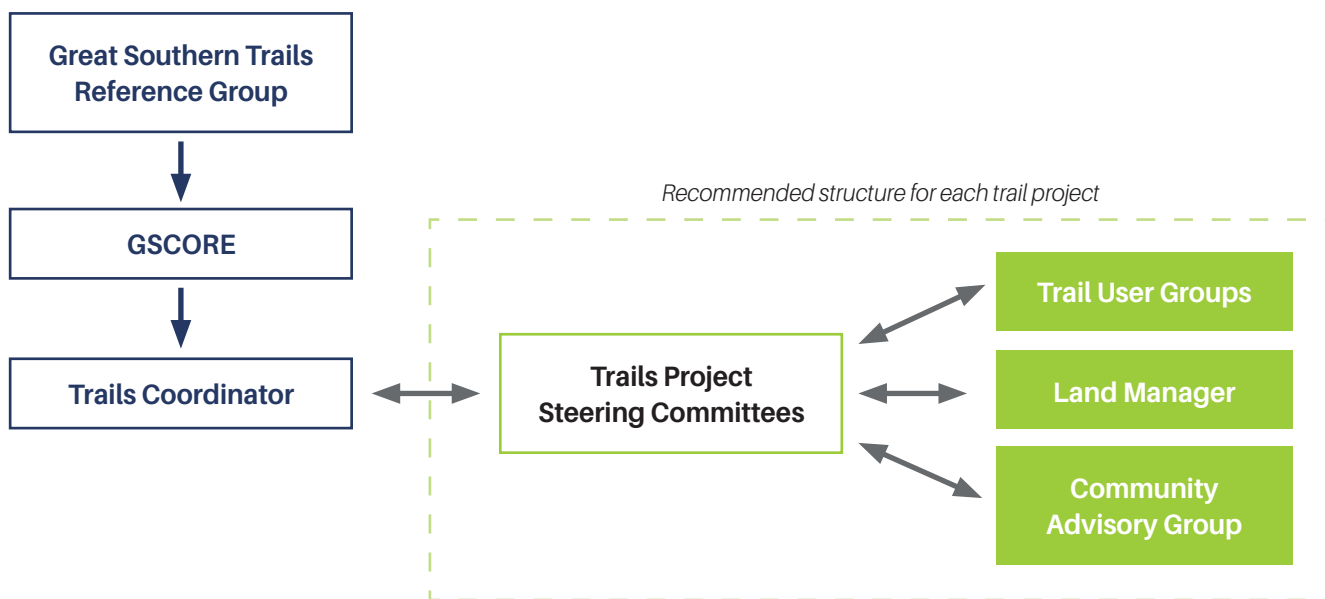 Great Southern Trails
Reference Group
GSCORE
Trails Coordinator
Recommended structure for each trail project
Trails Project
Steering Committees
Trail User Groups
Land Manager
Community
Advisory Group